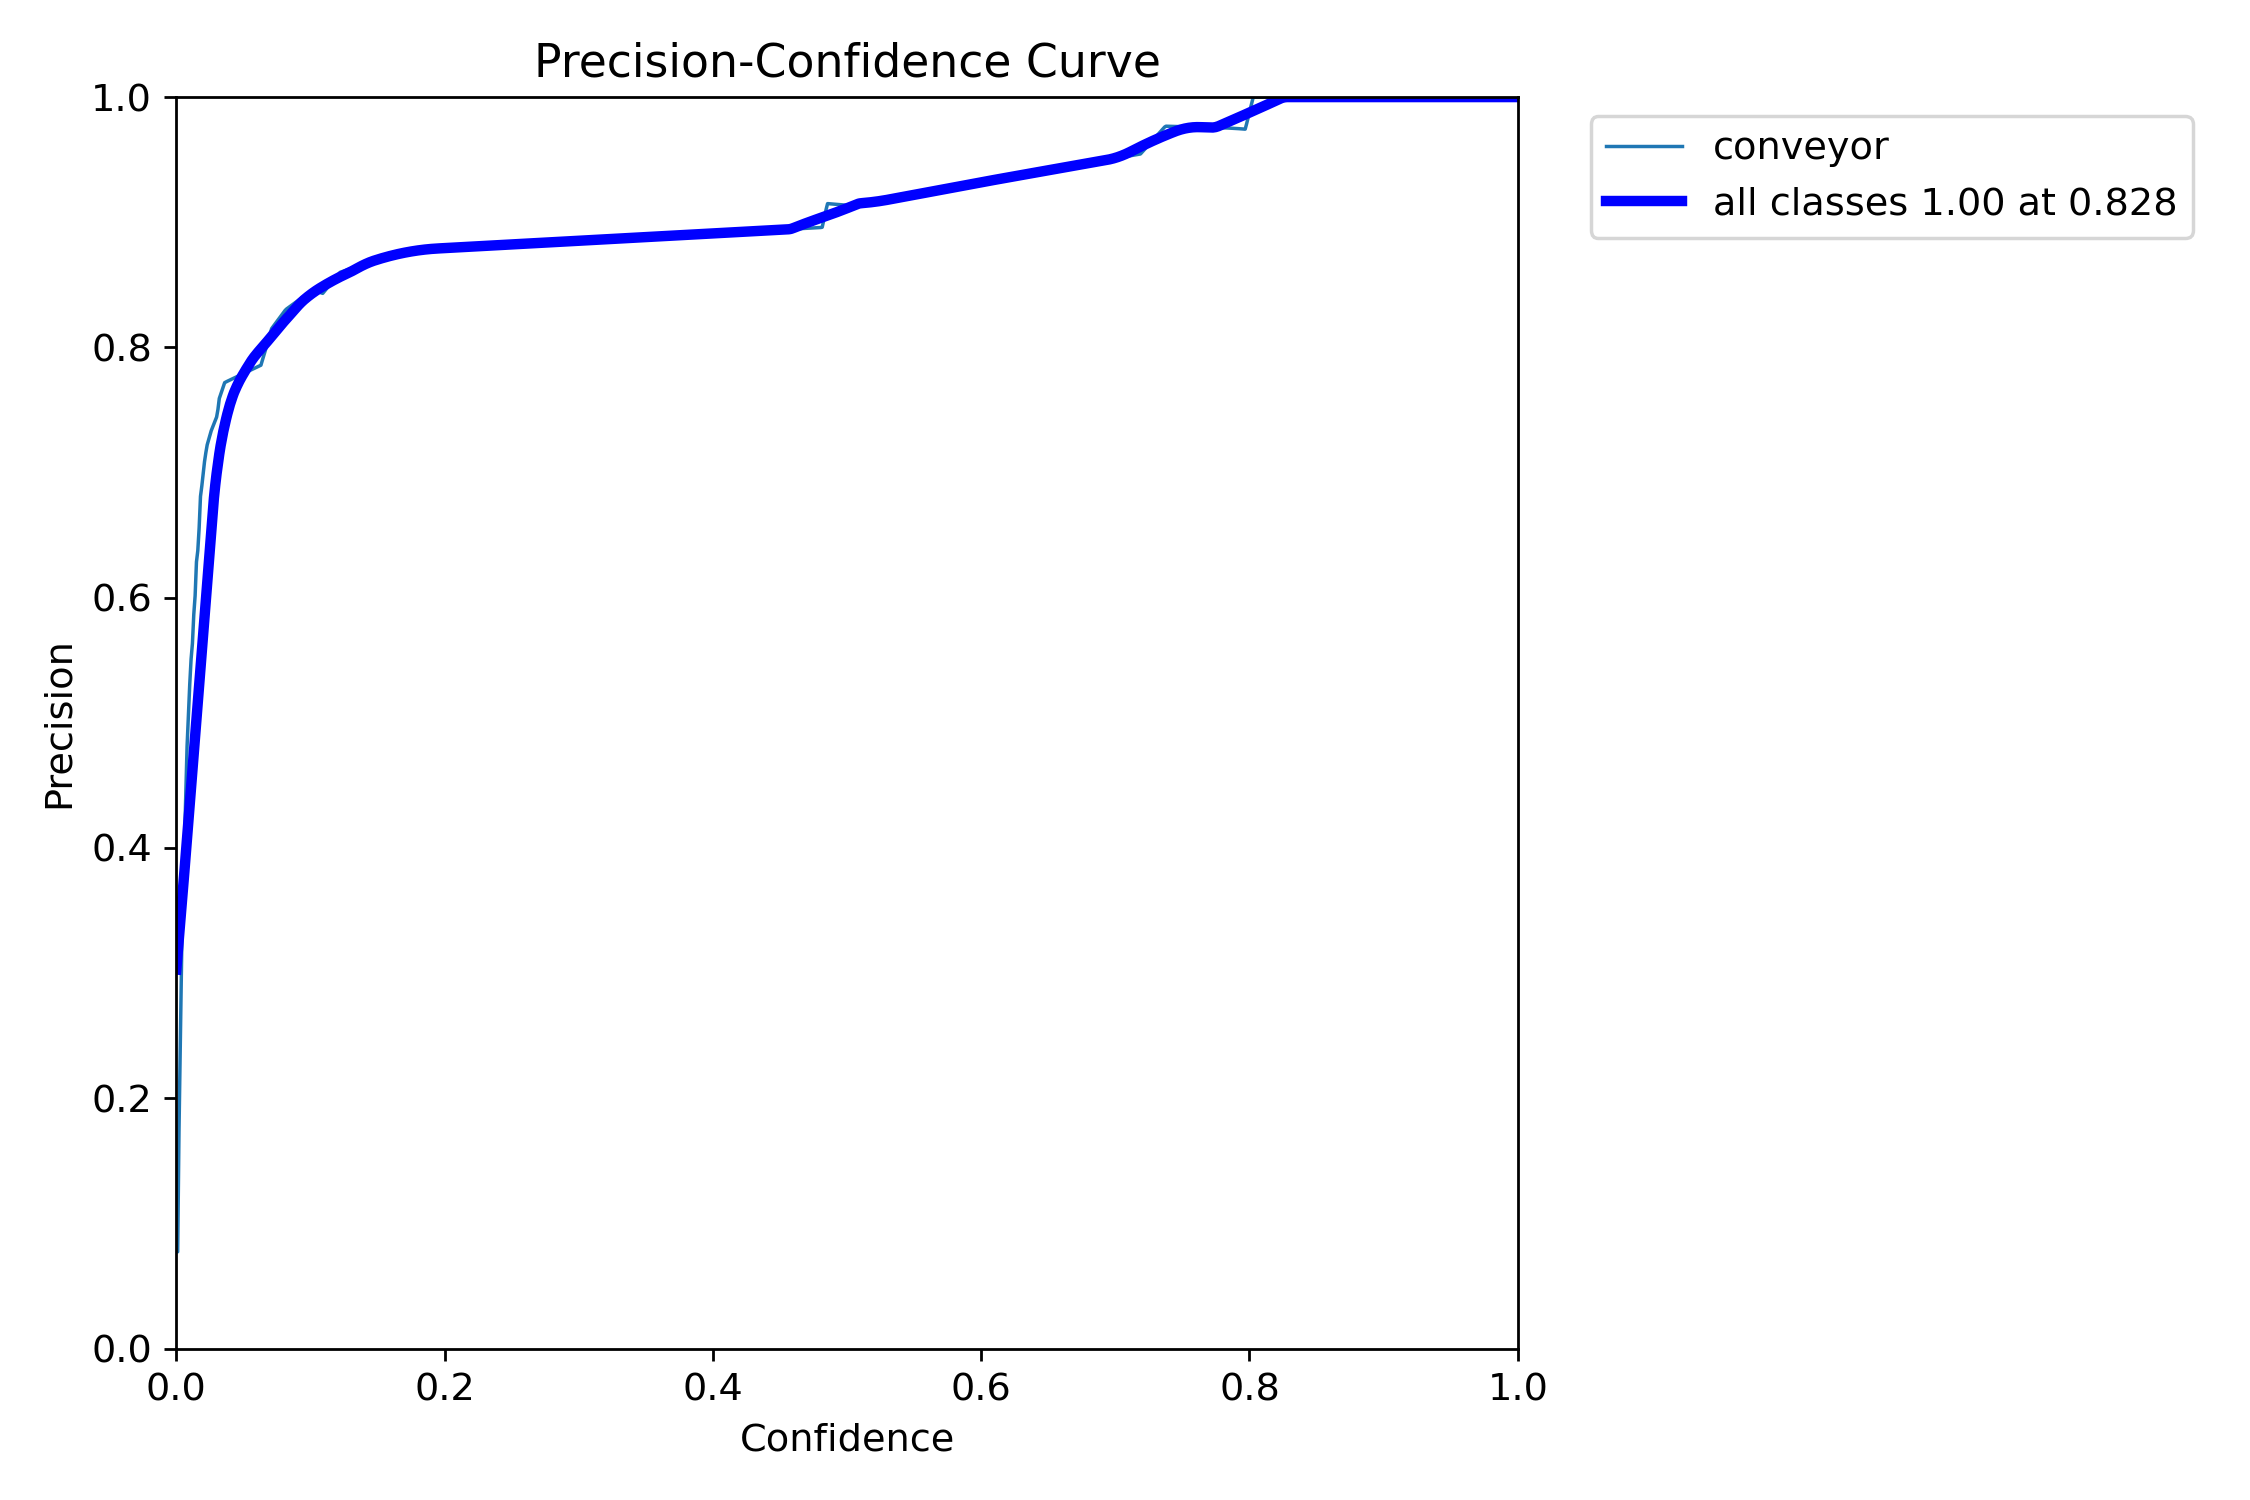 Precision-Confidence Curve
1.0
0.8
0.6
0.4
0.2
0.0
Precision
0.0 0.2 0.4 0.6 0.8 1.0
Confidence
conveyor
all classes 1.00 at 0.828